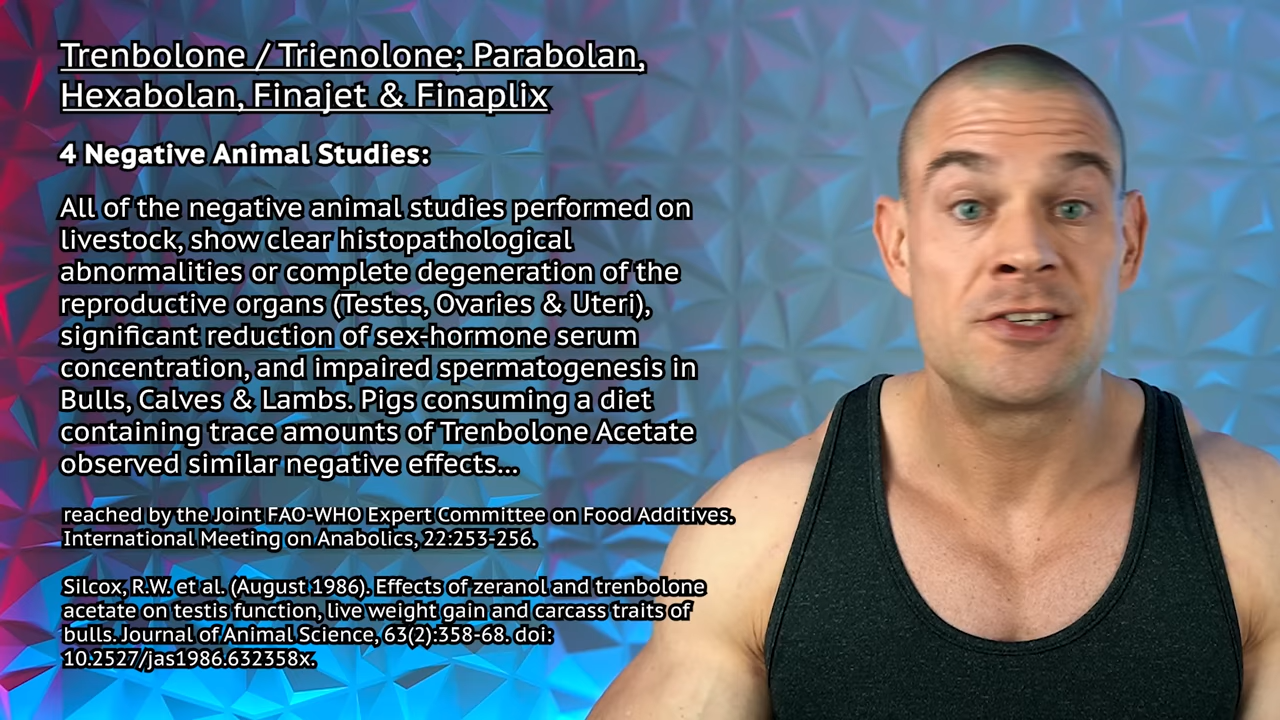 Trenbolone / Trienolone; Parabolan,
Hexabolan, Finajet & Finaplix
4 Negative Animal Studies:
All of the negative animal studies performed on
livestock, show clear histopathological
abnormalities or complete degeneration of the
reproductive organs (Testes, Ovaries & Uteri),
significant reduction of sex-hormone serum
concentration, and impaired spermatogenesis in
Bulls, Calves & Lambs. Pigs consuming a diet
containing trace amounts of Trenbolone Acetate
observed similar negative effects...
reached by the Joint FAO-WHO Expert Committee on Food Additives.
International Meeting on Anabolics, 22:253-256.
Silcox, R.W. et al. (August 1986). Effects of zeranol and trenbolone
acetate on testis function, live weight gain and carcass traits of
bulls. Journal of Animal Science, 63(2):358-68. doi:
10.2527/jas1986.632358x.